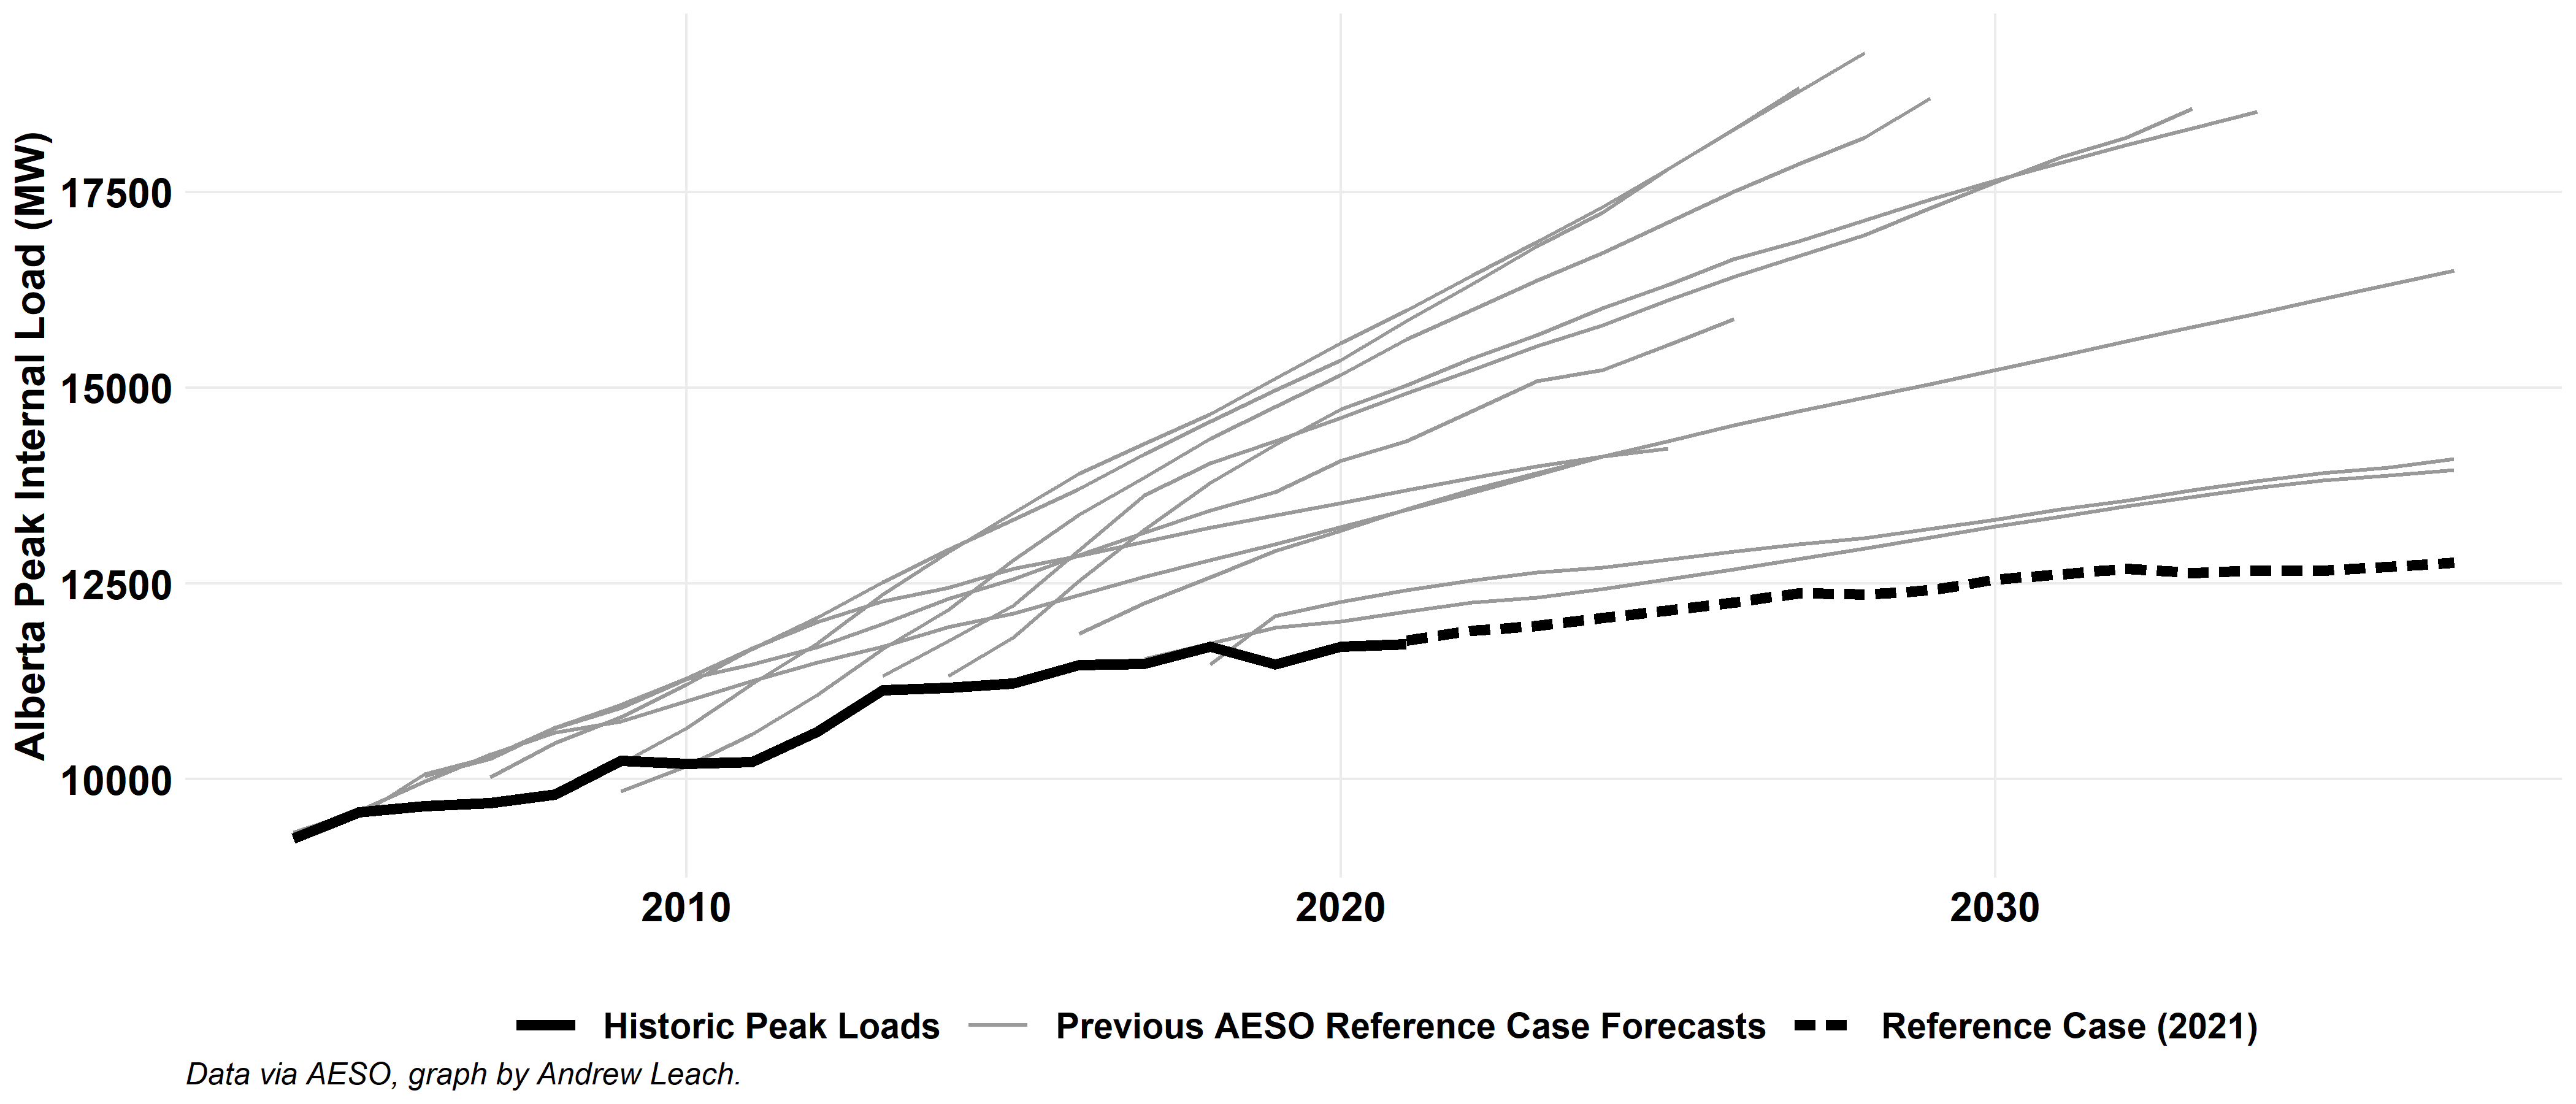 Alberta Peak Internal Load (MW)
17500
15000
12500
10000
2010 2020 2030
Historic Peak Loads Previous AESO Reference Case Forecasts Reference Case (2021)
Data via AESO, graph by Andrew Leach.